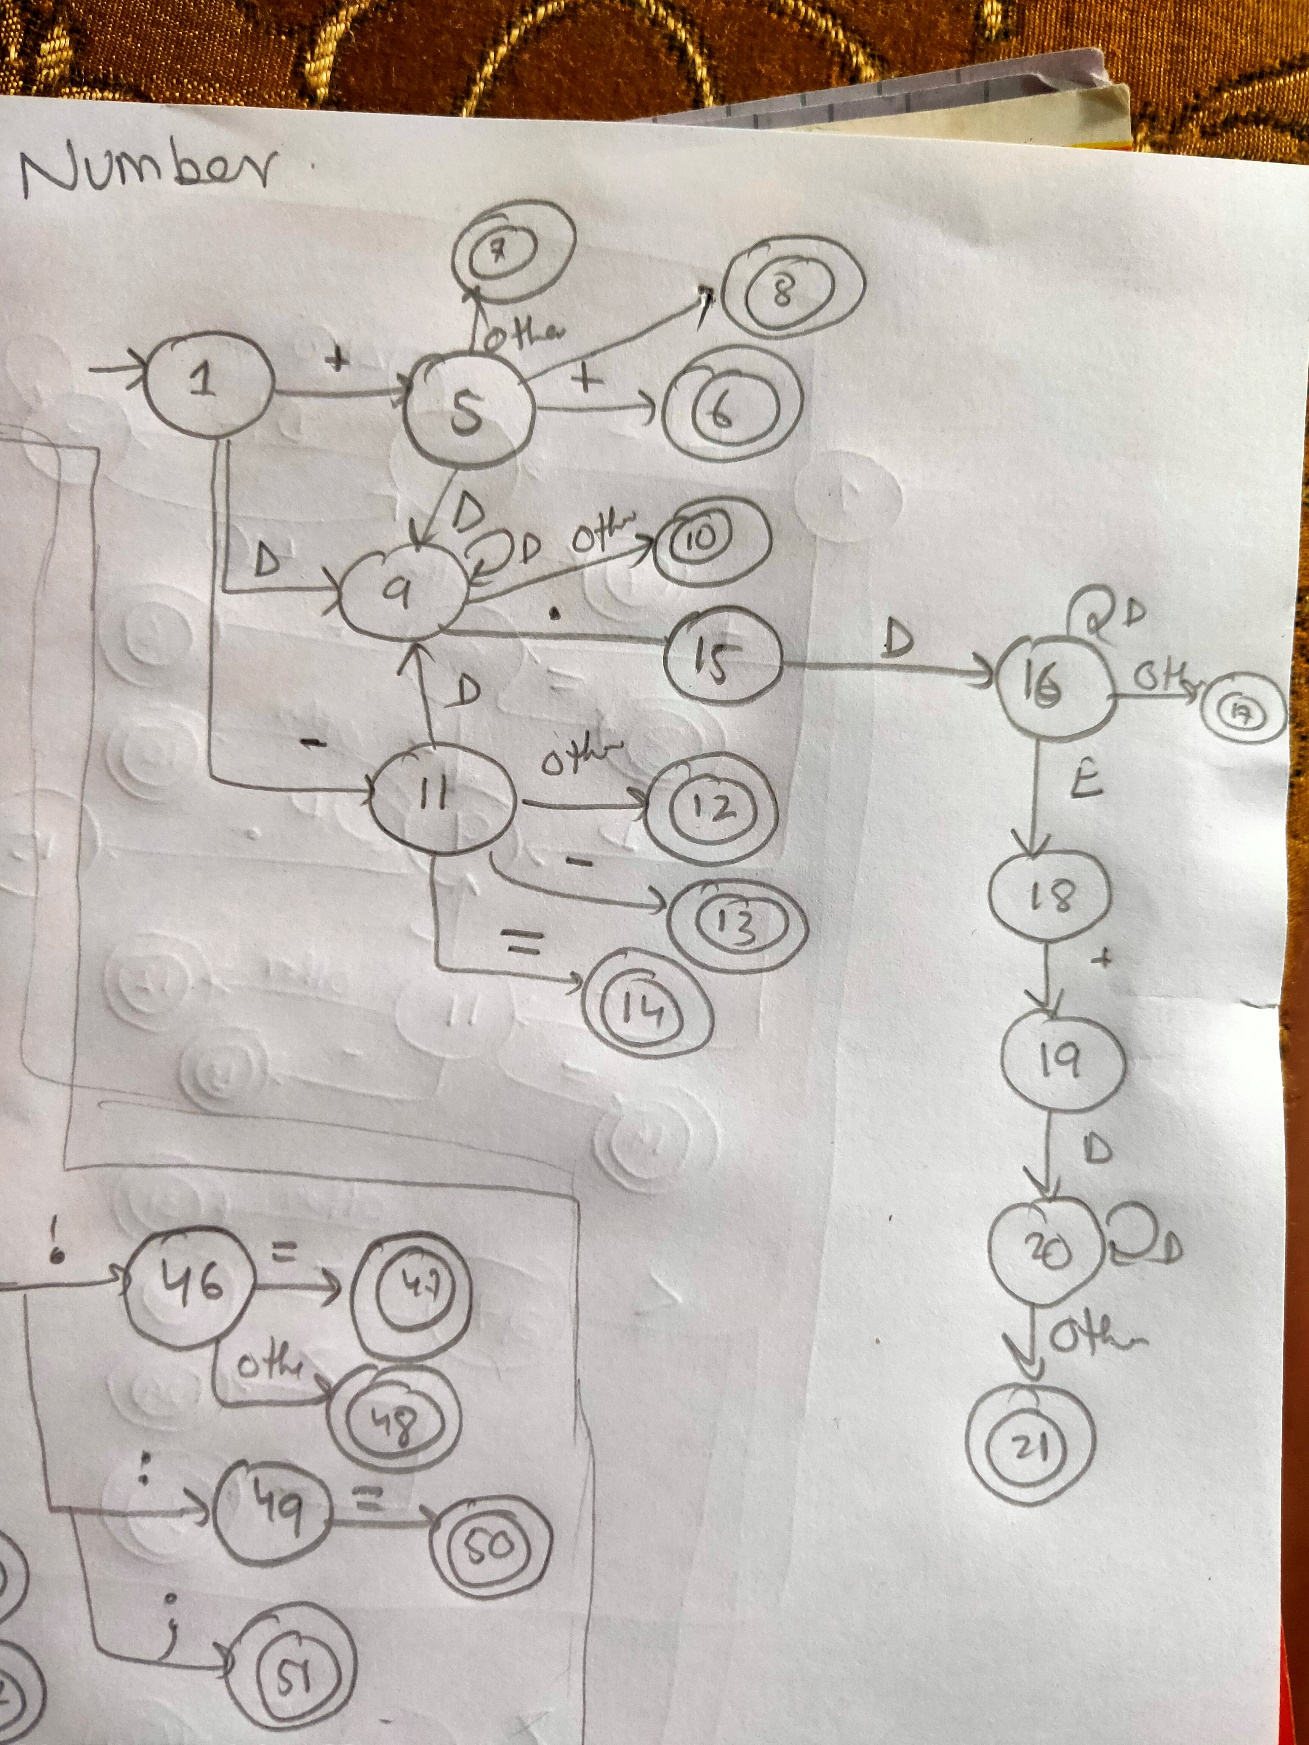 Number.
7
8
Other
1
+
5
+
6
D
D
9
D
Other
10
.
15
D
16
D
Other
17
D
-
11
Other
12
E
-
13
18
=
14
+
19
D
!
46
=
47
20
D
Other
48
Other
:
49
=
50
21
;
51